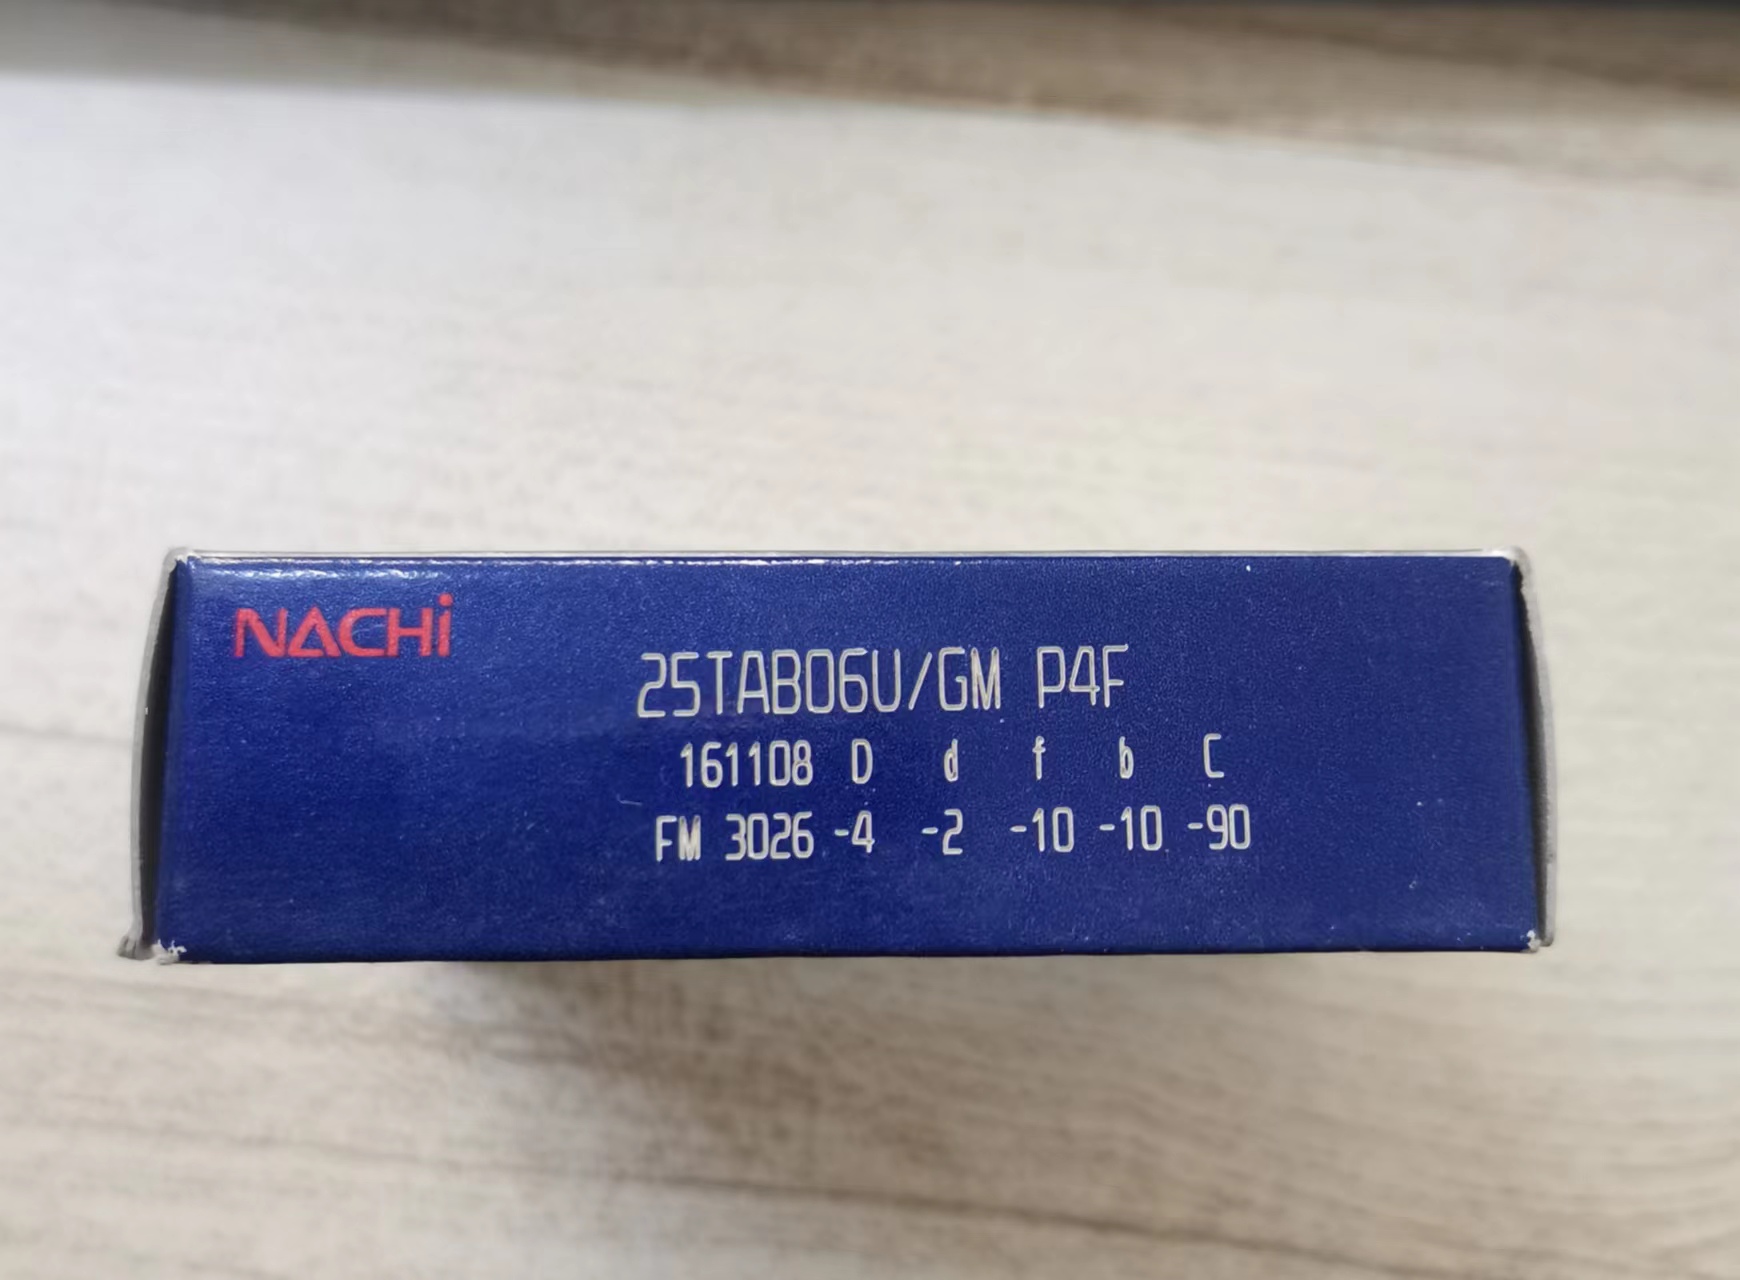 NACHi
25TAB06U/GM P4F
161108 D d f b C
FM 3026 -4 -2 -10 -10 -90